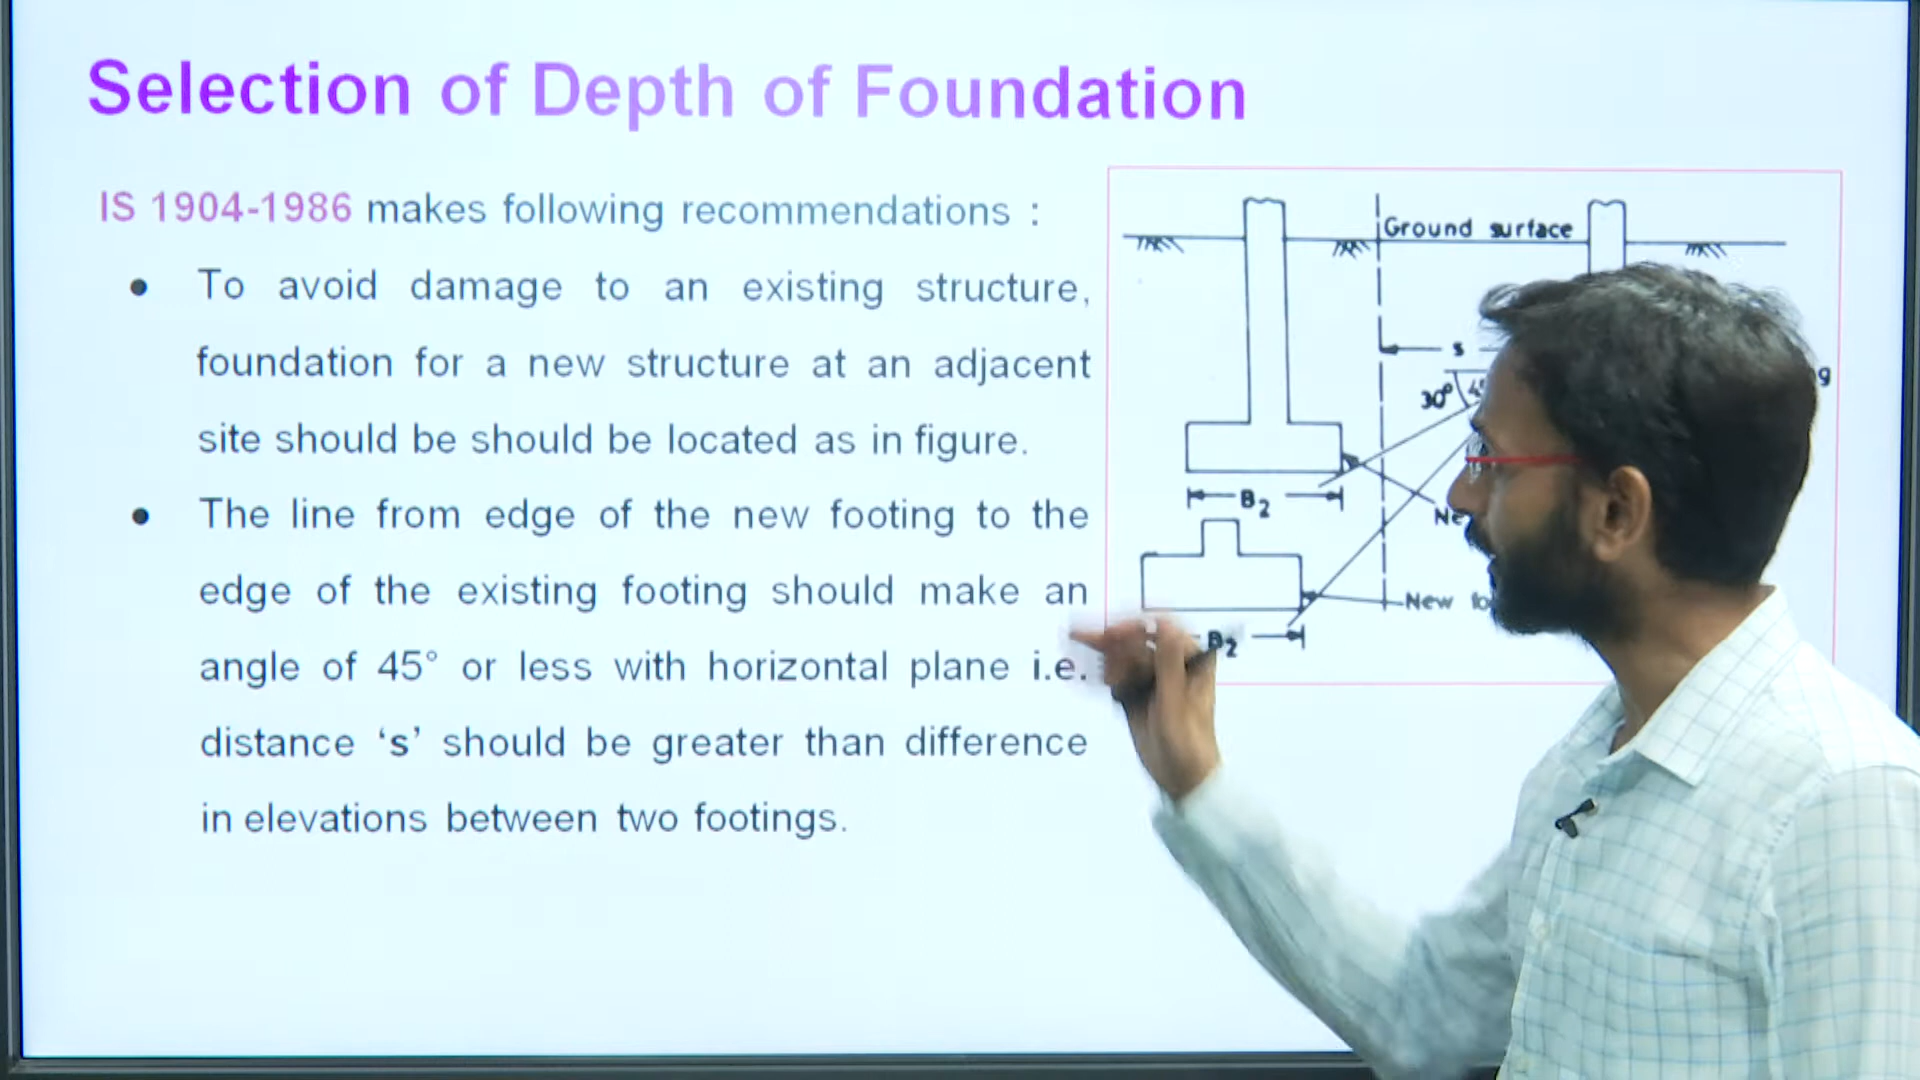 Selection of Depth of Foundation
IS 1904-1986 makes following recommendations :
• To avoid damage to an existing structure,
foundation for a new structure at an adjacent
site should be should be located as in figure.
• The line from edge of the new footing to the
edge of the existing footing should make an
angle of 45° or less with horizontal plane i.e.
distance ‘s’ should be greater than difference
in elevations between two footings.
Ground surface
s
30°
B2
New
B2